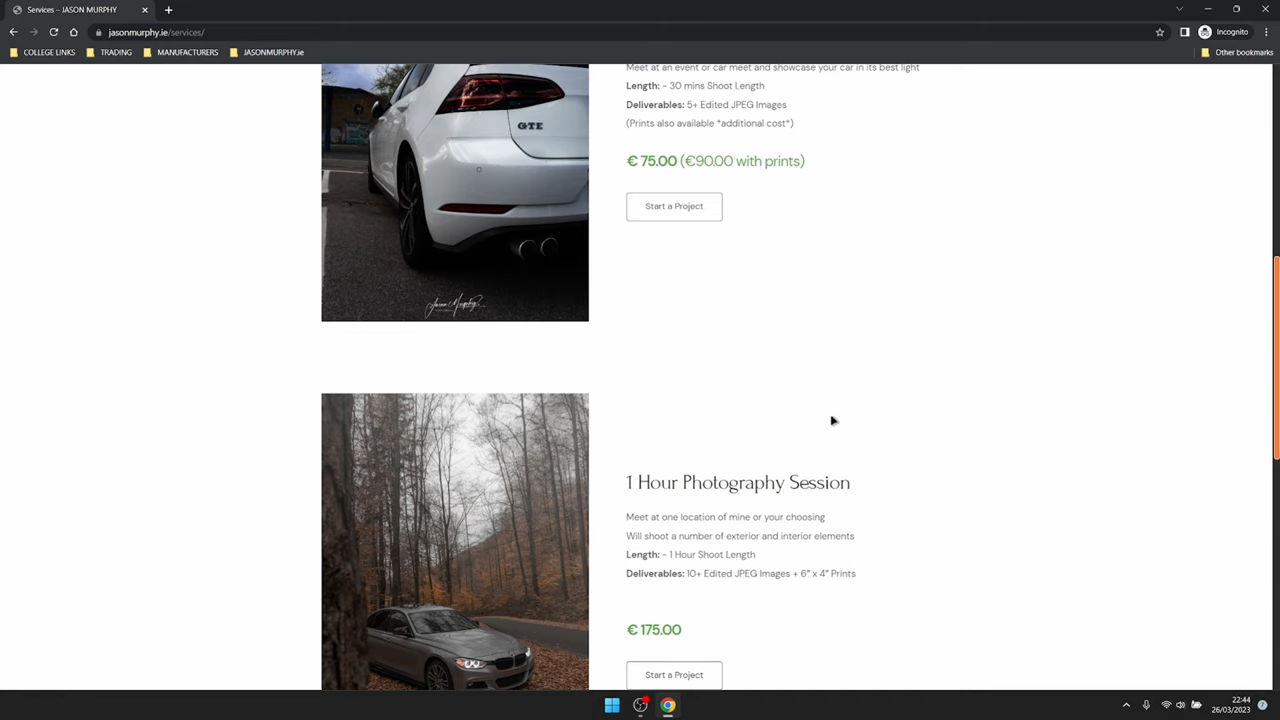 Services – JASON MURPHY
jasonmurphy.ie/services/
Incognito
COLLEGE LINKS
TRADING
MANUFACTURERS
JASONMURPHY.ie
Other bookmarks
Meet at an event or car meet and showcase your car in its best light
Length: ~ 30 mins Shoot Length
Deliverables: 5+ Edited JPEG Images
(Prints also available *additional cost*)
€ 75.00 (€90.00 with prints)
Start a Project
GTE
Jason Murphy
1 Hour Photography Session
Meet at one location of mine or your choosing
Will shoot a number of exterior and interior elements
Length: ~ 1 Hour Shoot Length
Deliverables: 10+ Edited JPEG Images + 6” x 4” Prints
€ 175.00
Start a Project
22:44
26/03/2023